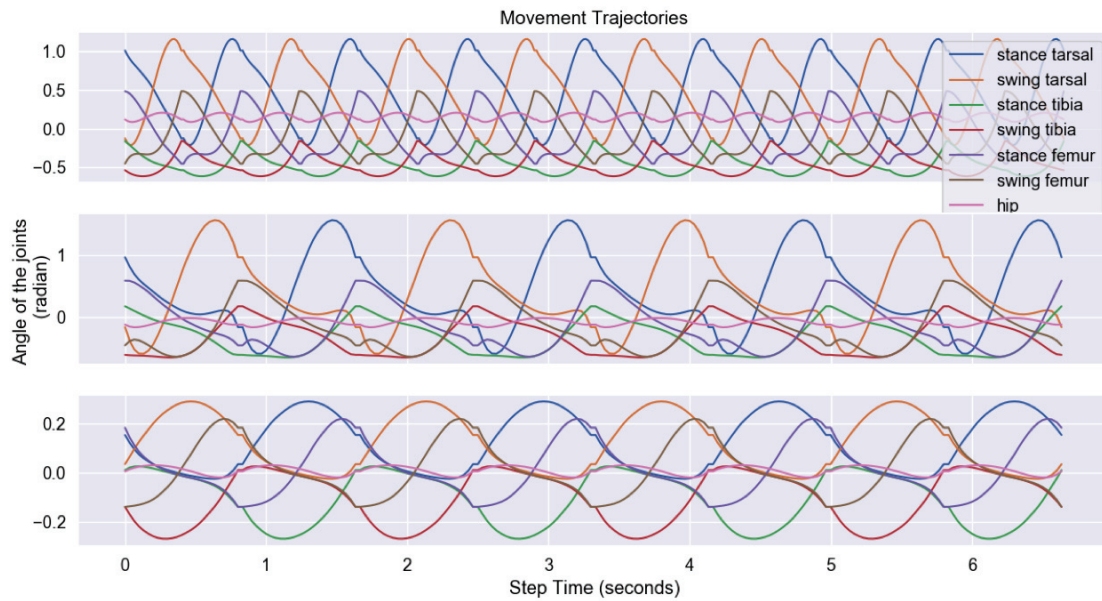 Movement Trajectories
1.0
0.5
0.0
−0.5
stance tarsal
swing tarsal
stance tibia
swing tibia
stance femur
swing femur
hip
Angle of the joints
(radian)
1
0
0.2
0.0
−0.2
0 1 2 3 4 5 6
Step Time (seconds)